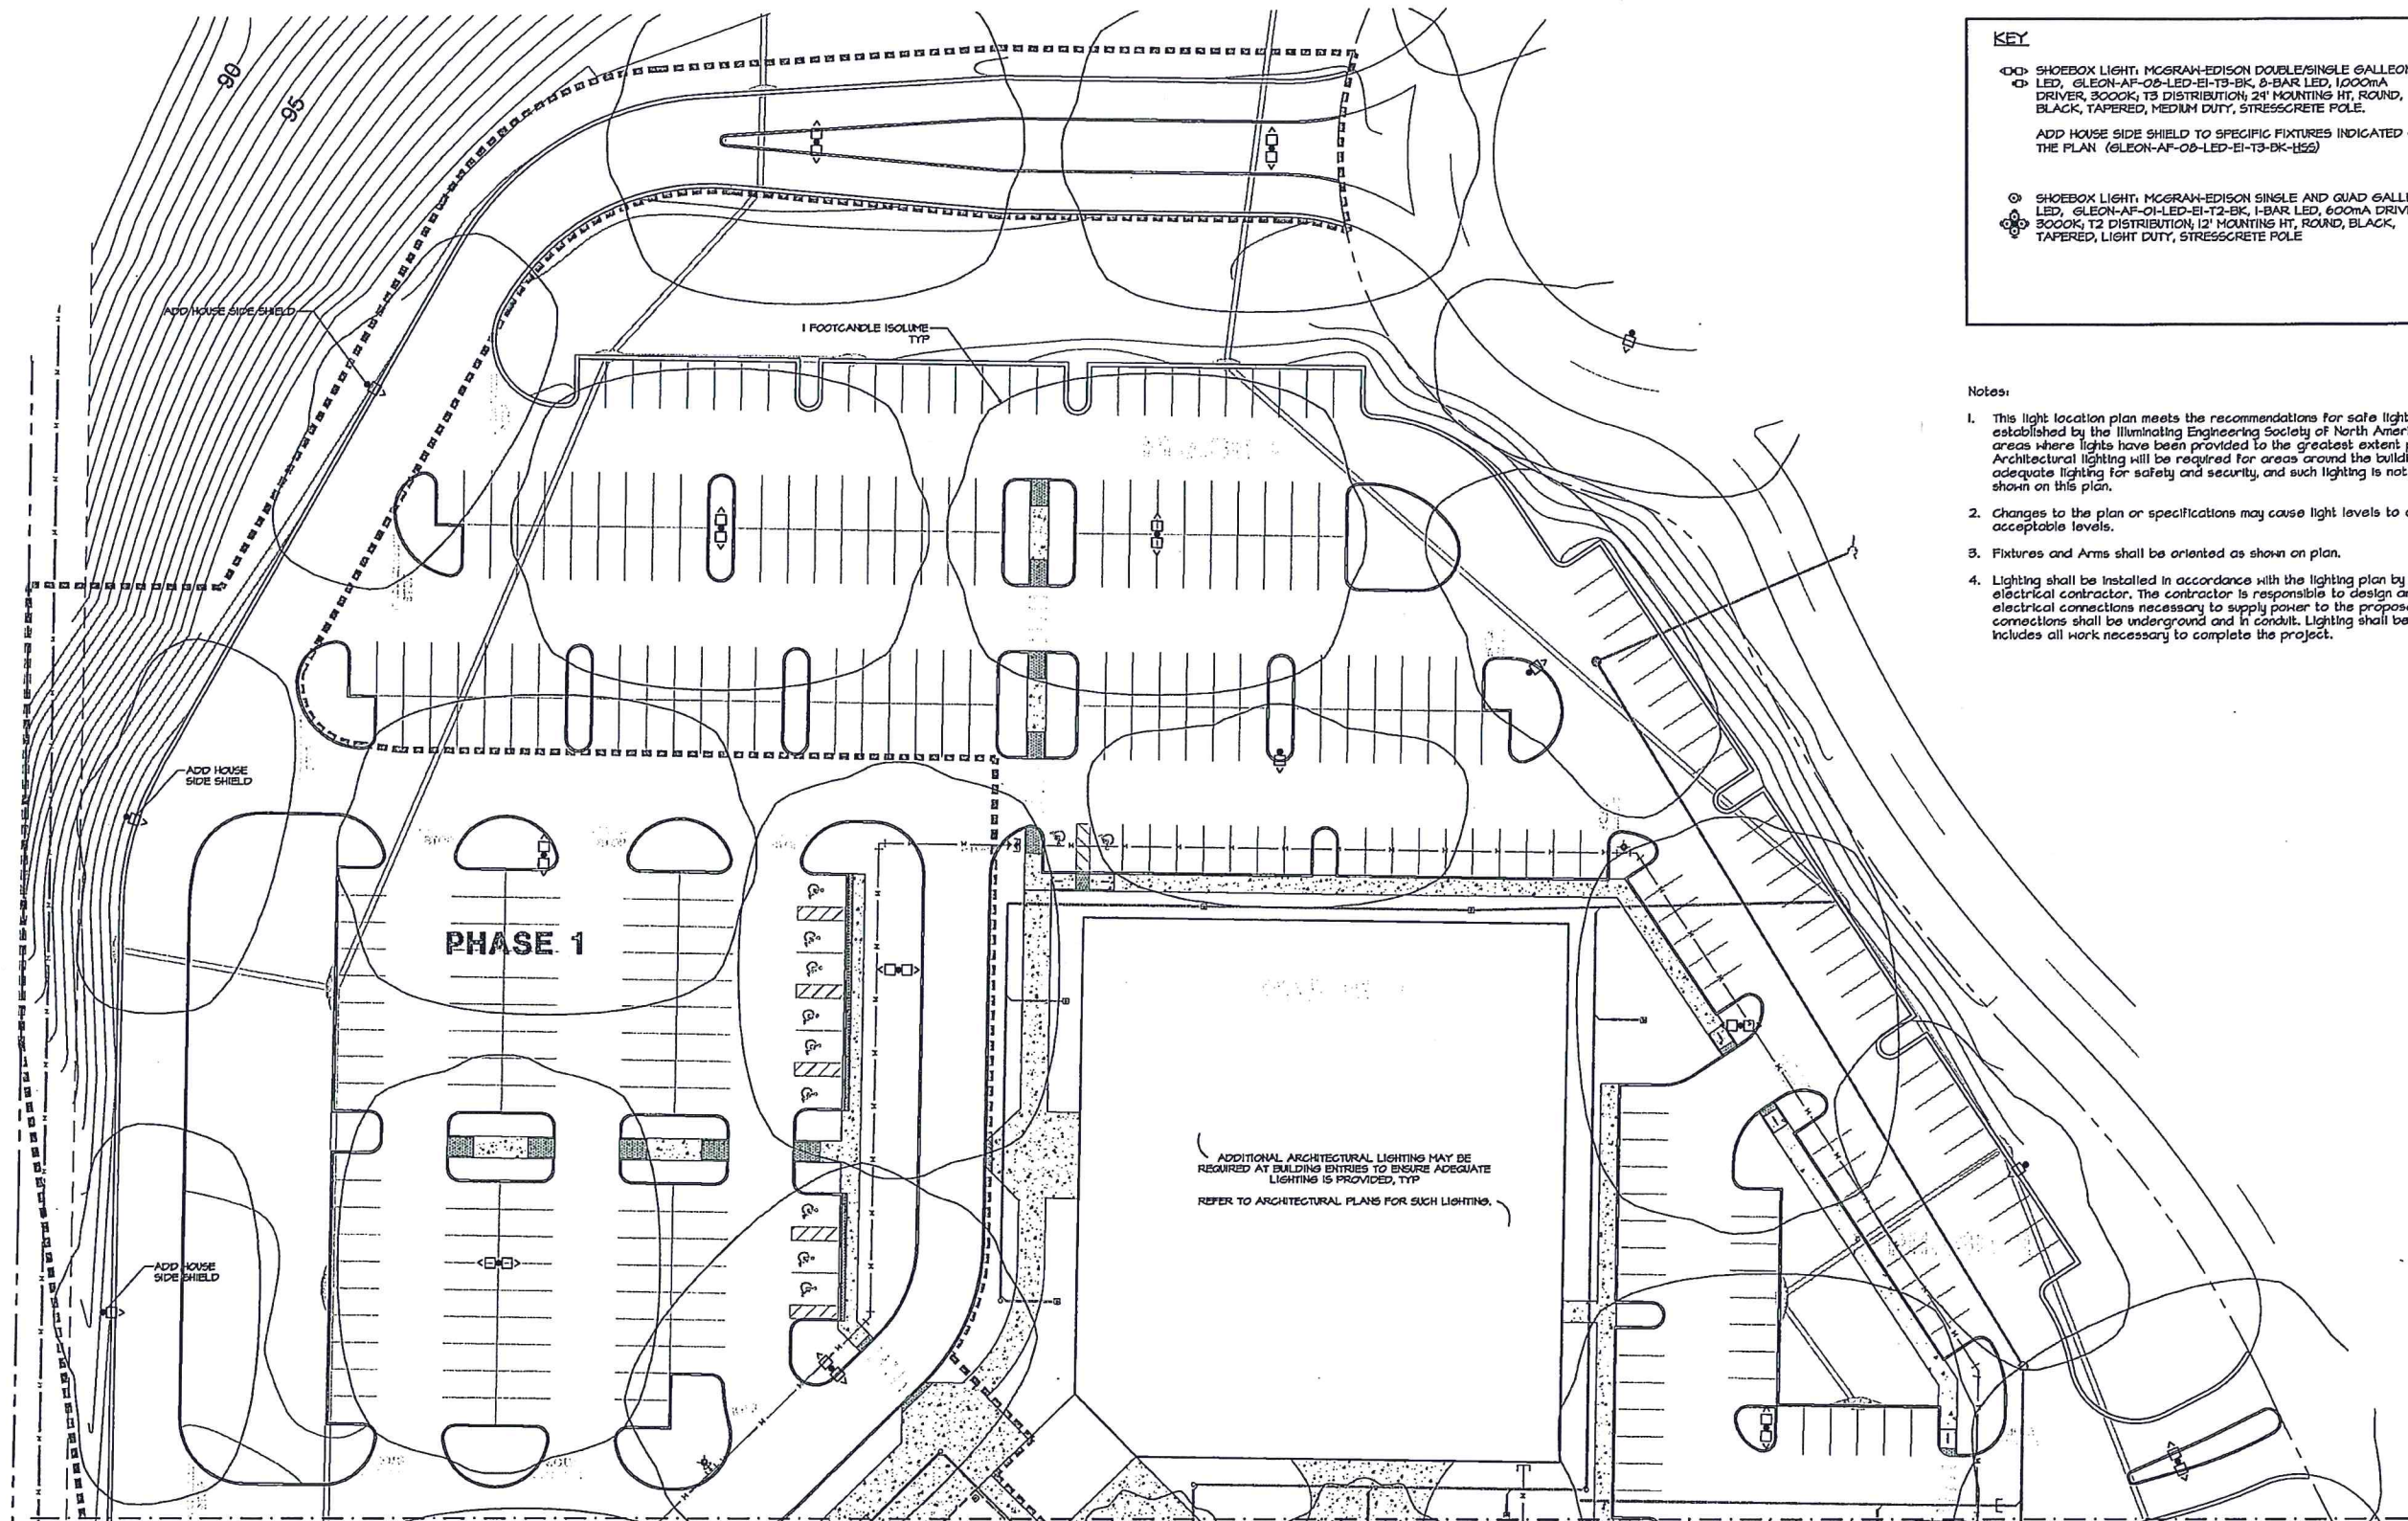 90
95
KEY
SHOEBOX LIGHT: MCGRAW-EDISON DOUBLE/SINGLE GALLEON
LED, GLEON-AF-08-LED-E1-T3-BK, 8-BAR LED, 1,000mA
DRIVER, 3000K; T3 DISTRIBUTION; 29' MOUNTING HT, ROUND,
BLACK, TAPERED, MEDIUM DUTY, STRESSCRETE POLE.
ADD HOUSE SIDE SHIELD TO SPECIFIC FIXTURES INDICATED
THE PLAN (GLEON-AF-08-LED-E1-T3-BK-HSS)
SHOEBOX LIGHT: MCGRAW-EDISON SINGLE AND QUAD GALL
LED, GLEON-AF-01-LED-E1-T2-BK, 1-BAR LED, 600mA DRIV
3000K; T2 DISTRIBUTION; 12' MOUNTING HT, ROUND, BLACK,
TAPERED, LIGHT DUTY, STRESSCRETE POLE
Notes:
1. This light location plan meets the recommendations for safe light
established by the Illuminating Engineering Society of North Amer
areas where lights have been provided to the greatest extent
Architectural lighting will be required for areas around the build
adequate lighting for safety and security, and such lighting is not
shown on this plan.
2. Changes to the plan or specifications may cause light levels to
acceptable levels.
3. Fixtures and Arms shall be oriented as shown on plan.
4. Lighting shall be installed in accordance with the lighting plan by
electrical contractor. The contractor is responsible to design a
electrical connections necessary to supply power to the propos
connections shall be underground and in conduit. Lighting shall be
includes all work necessary to complete the project.
ADD HOUSE SIDE SHIELD
1 FOOTCANDLE ISOLUME
TYP
ADD HOUSE
SIDE SHIELD
PHASE 1
ADDITIONAL ARCHITECTURAL LIGHTING MAY BE
REQUIRED AT BUILDING ENTRIES TO ENSURE ADEQUATE
LIGHTING IS PROVIDED, TYP
REFER TO ARCHITECTURAL PLANS FOR SUCH LIGHTING.
ADD HOUSE
SIDE SHIELD
E